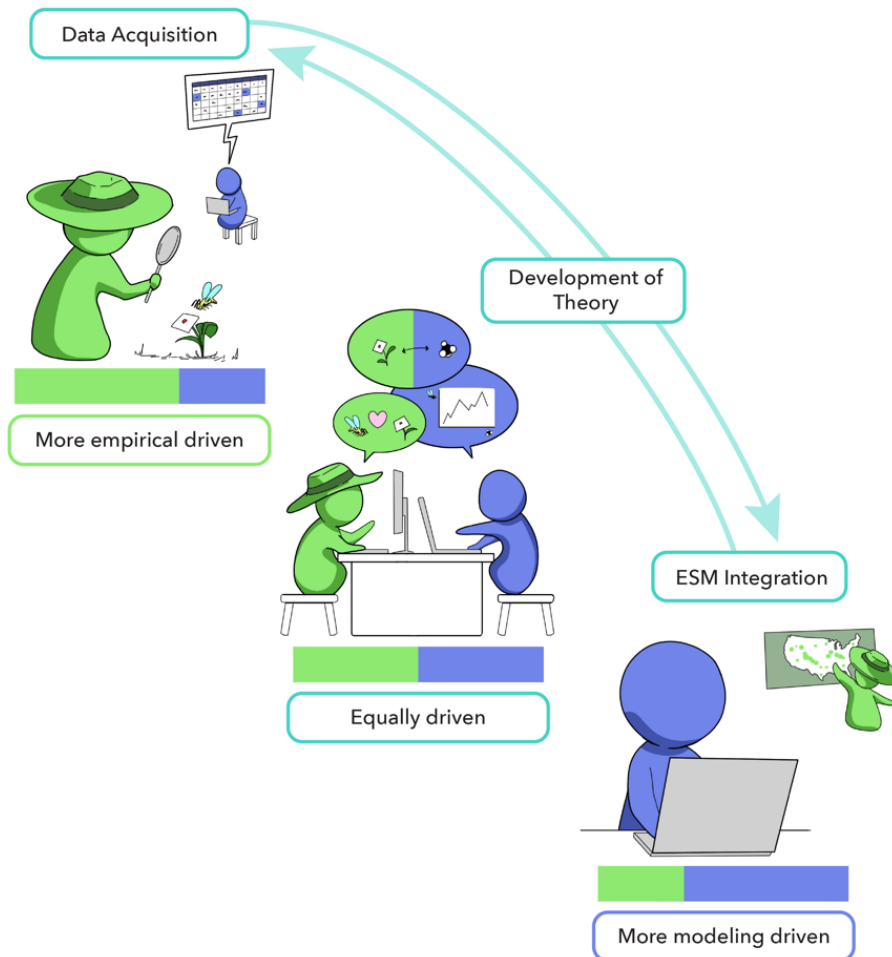 Data Acquisition
Development of
Theory
More empirical driven
ESM Integration
Equally driven
More modeling driven